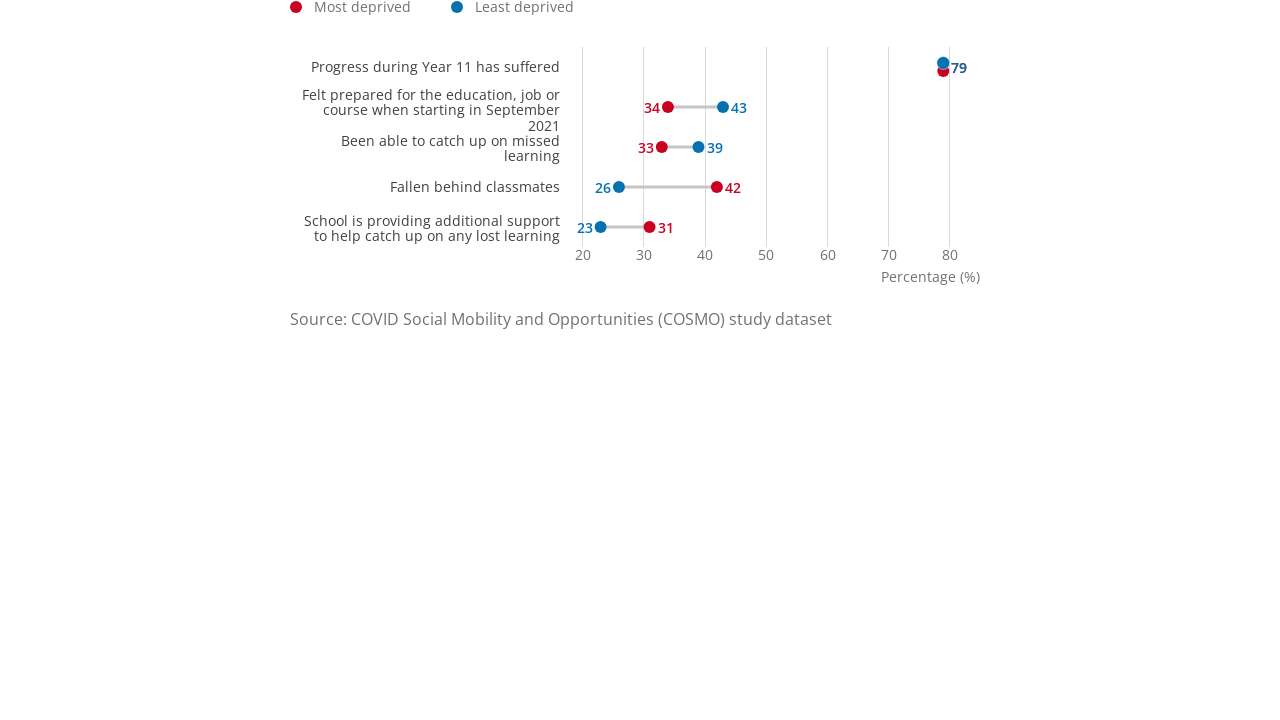 Most deprived Least deprived
Progress during Year 11 has suffered 79
Felt prepared for the education, job or
course when starting in September
2021
34 43
Been able to catch up on missed
learning
33 39
Fallen behind classmates 26 42
School is providing additional support
to help catch up on any lost learning
23 31
20 30 40 50 60 70 80
Percentage (%)
Source: COVID Social Mobility and Opportunities (COSMO) study dataset